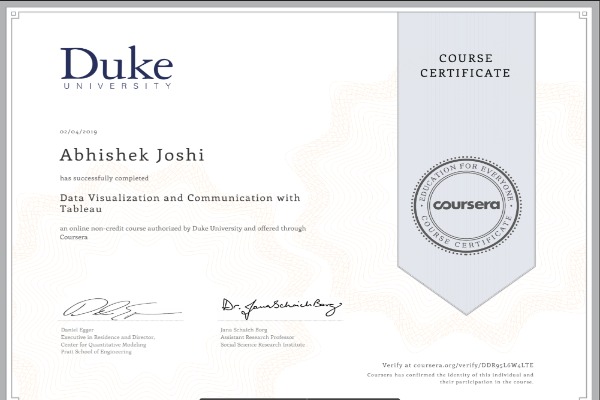 Duke
UNIVERSITY
COURSE
CERTIFICATE
02/04/2019
Abhishek Joshi
has successfully completed
Data Visualization and Communication with
Tableau
an online non-credit course authorized by Duke University and offered through
Coursera
EDUCATION FOR EVERYONE
coursera
COURSE CERTIFICATE
Dr. Jana Schaich Borg
Daniel Egger
Executive in Residence and Director,
Center for Quantitative Modeling
Pratt School of Engineering
Jana Schaich Borg
Assistant Research Professor
Social Science Research Institute
Verify at coursera.org/verify/DDR95L6W4LTE
Coursera has confirmed the identity of this individual and
their participation in the course.